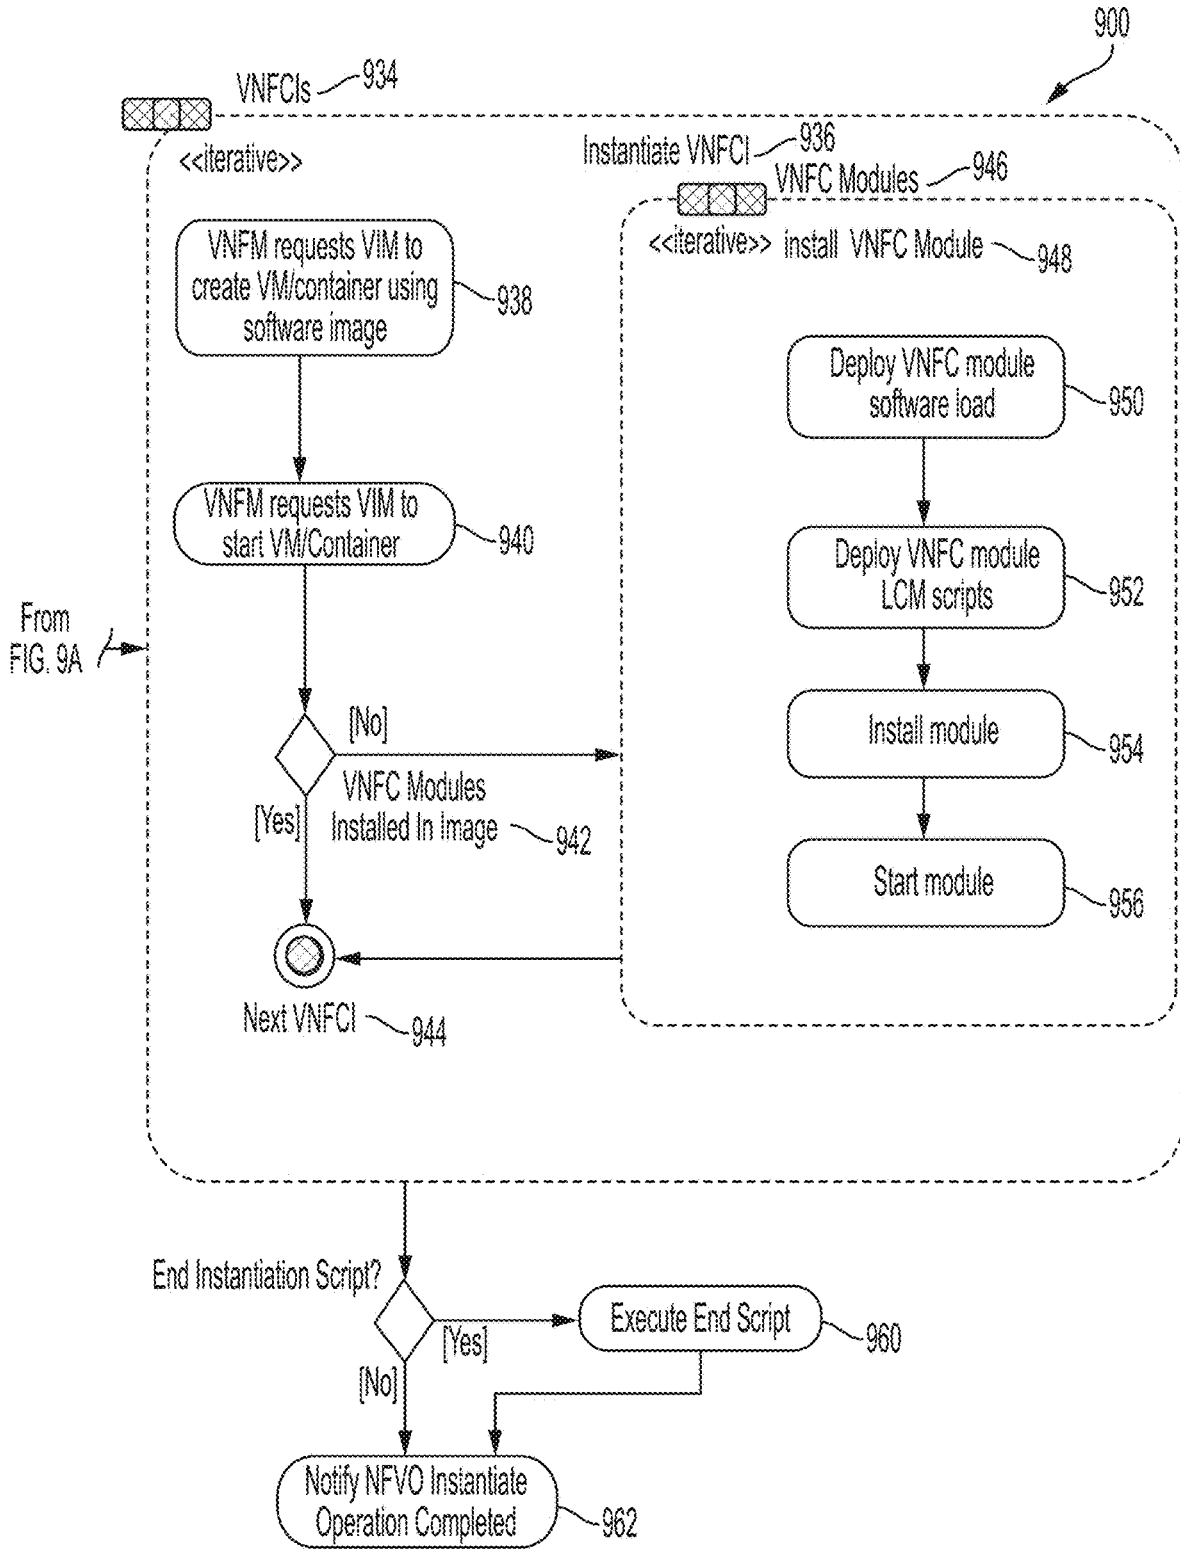 900
VNFCIs
934
<<iterative>>
Instantiate VNFCI
936
VNFC Modules
946
<<iterative>> install VNFC Module
948
VNFM requests VIM to
create VM/container using
software image
938
Deploy VNFC module
software load
950
VNFM requests VIM to
start VM/Container
940
Deploy VNFC module
LCM scripts
952
From
FIG. 9A
[No]
VNFC Modules
Installed In Image
942
[Yes]
Install module
954
Start module
956
Next VNFCI
944
End Instantiation Script?
[Yes]
[No]
Execute End Script
960
Notify NFVO Instantiate
Operation Completed
962